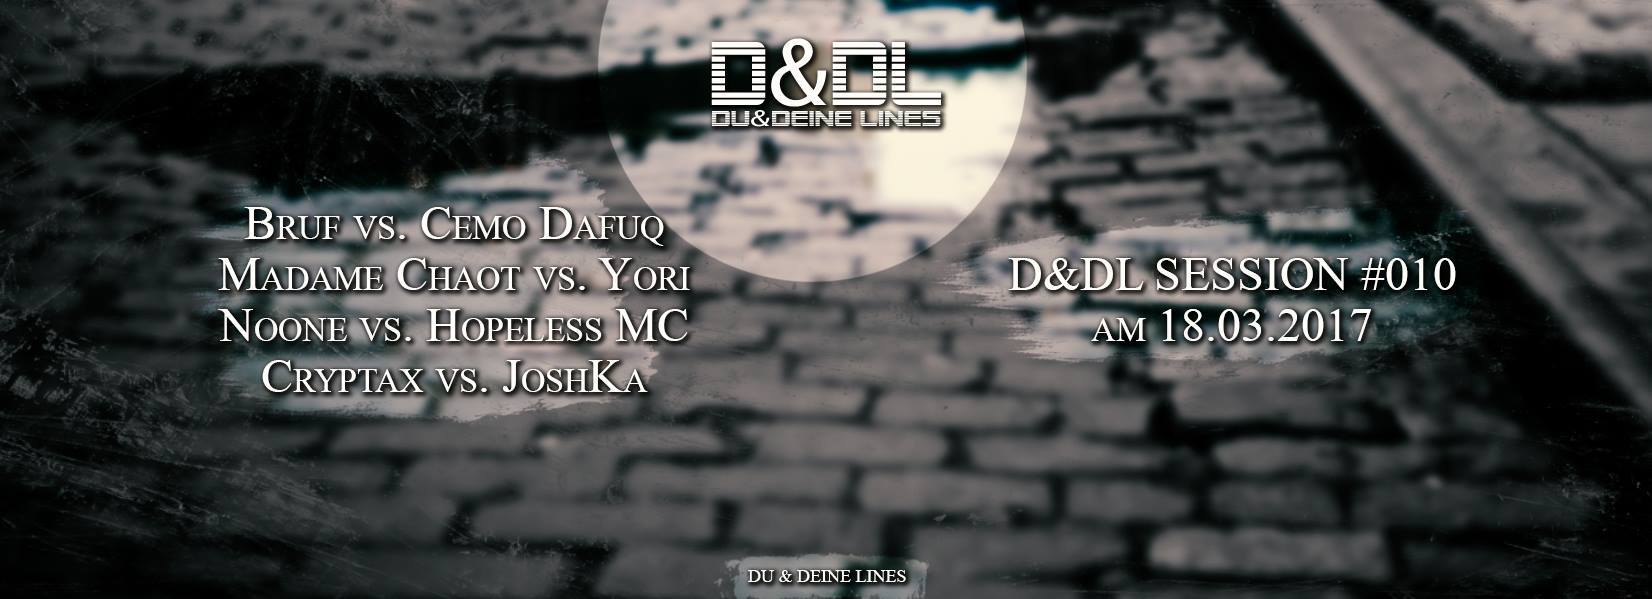 D&DL
DU&DEINE LINES
Bruf vs. Cemo Dafuq
Madame Chaot vs. Yori
Noone vs. Hopeless MC
Cryptax vs. JoshKa
D&DL SESSION #010
am 18.03.2017
DU & DEINE LINES